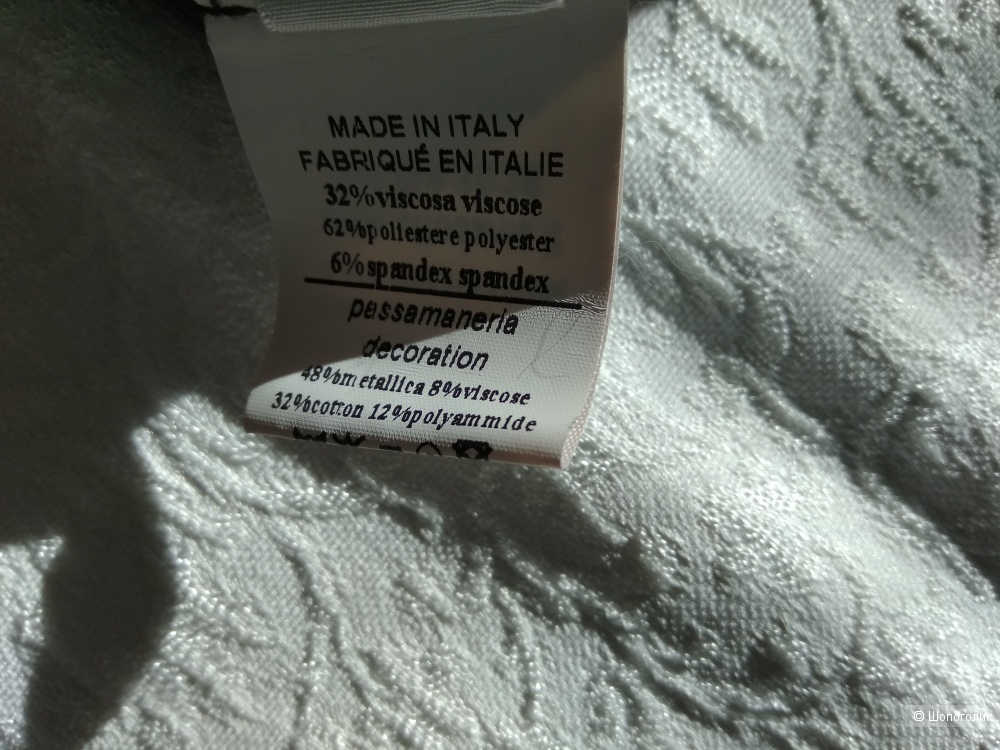 MADE IN ITALY
FABRIQUÉ EN ITALIE
32%viscosa viscose
62%poliestere polyester
6%spandex spandex
passamaneria
decoration
48%metallica 8%viscose
32%cotton 12%polyammide
© Шопоголик